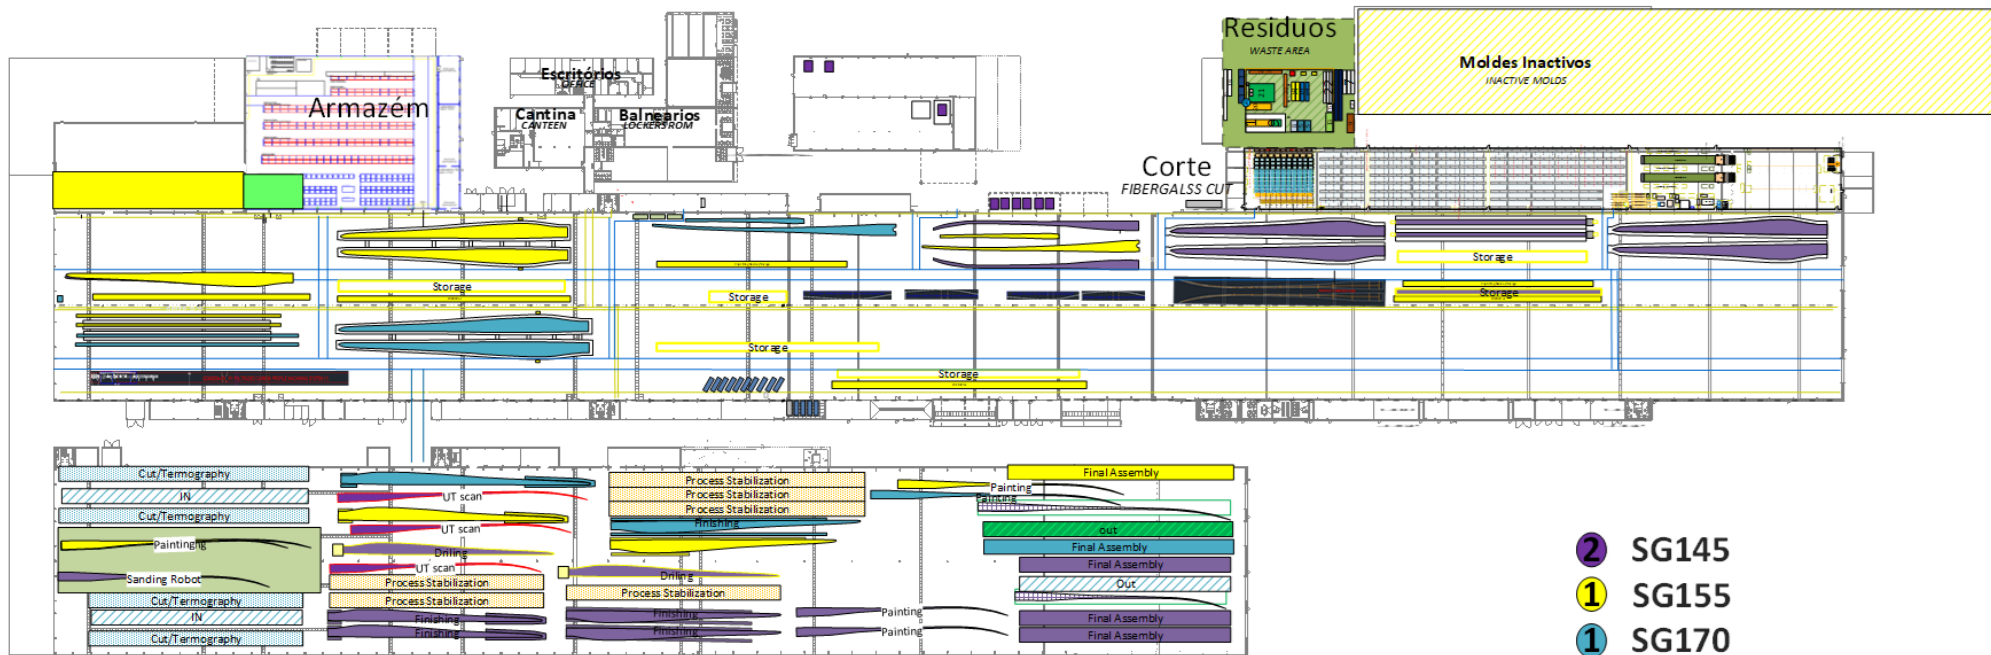 Armazém
Escritórios
OFFICE
Cantina
CANTEEN
Balnearios
LOCKERS ROM
Residuos
WASTE AREA
21
Moldes Inactivos
INACTIVE MOLDS
Corte
FIBERGALSS CUT
Storage
Storage
Storage
Storage
Storage
Storage
Cut/Termography
IN
Cut/Termography
Paintinghg
Sanding Robot
Cut/Termography
IN
Cut/Termography
UT scan
UT scan
Driling
UT scan
Process Stabilization
Process Stabilization
Finishing
Finishing
Process Stabilization
Process Stabilization
Process Stabilization
Finishing
Driling
Process Stabilization
Finishing
Finishing
Final Assembly
Painting
Painting
out
Final Assembly
Final Assembly
Out
Painting
Final Assembly
Painting
Final Assembly
2 SG145
1 SG155
1 SG170